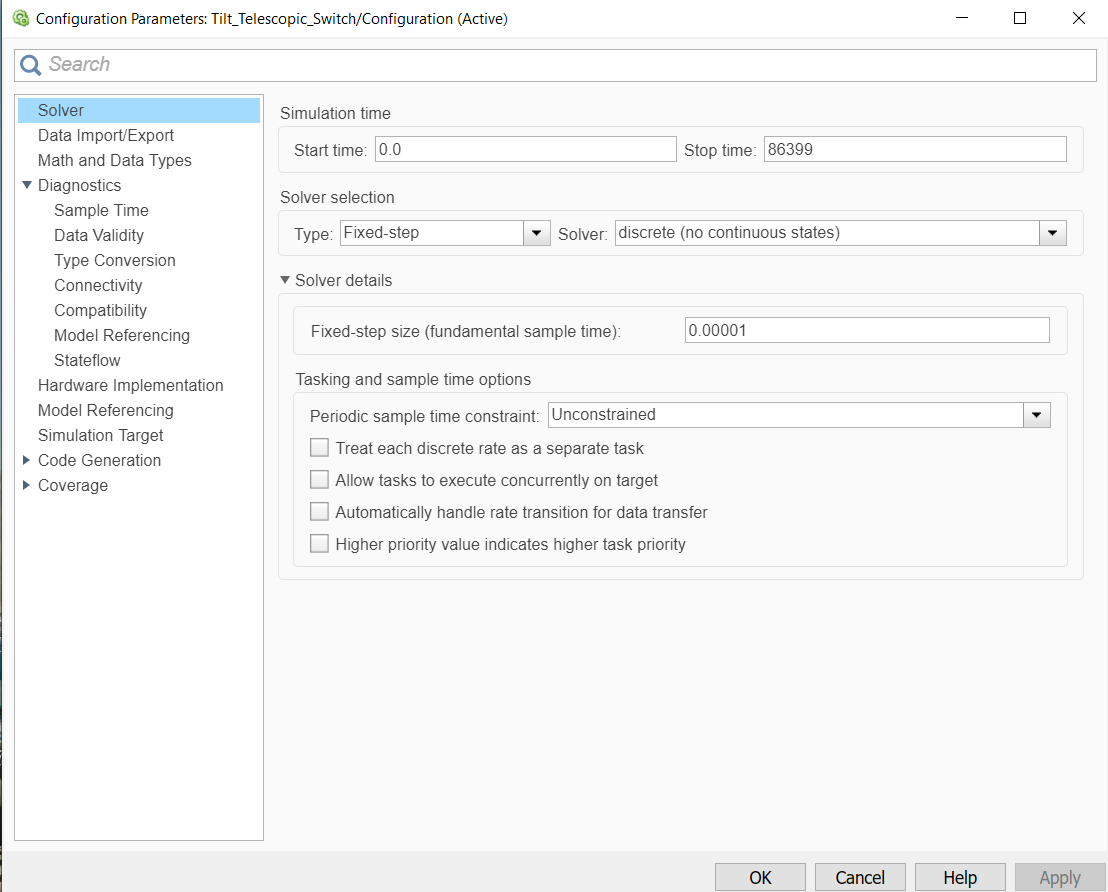 Configuration Parameters: Tilt_Telescopic_Switch/Configuration (Active)
Search
Solver
Data Import/Export
Math and Data Types
Diagnostics
Sample Time
Data Validity
Type Conversion
Connectivity
Compatibility
Model Referencing
Stateflow
Hardware Implementation
Model Referencing
Simulation Target
Code Generation
Coverage
Simulation time
Start time: 0.0 Stop time: 86399
Solver selection
Type: Fixed-step Solver: discrete (no continuous states)
Solver details
Fixed-step size (fundamental sample time): 0.00001
Tasking and sample time options
Periodic sample time constraint: Unconstrained
Treat each discrete rate as a separate task
Allow tasks to execute concurrently on target
Automatically handle rate transition for data transfer
Higher priority value indicates higher task priority
OK Cancel Help Apply